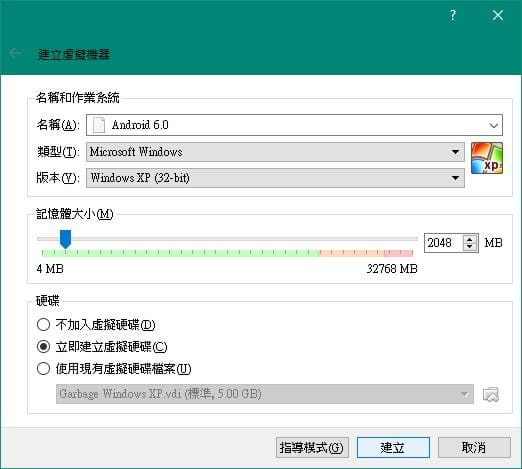 ?
建立虛擬機器
名稱和作業系統
名稱(A): Android 6.0
類型(T): Microsoft Windows
版本(V): Windows XP (32-bit)
xp
記憶體大小(M)
2048 MB
4 MB 32768 MB
硬碟
不加入虛擬硬碟(D)
立即建立虛擬硬碟(C)
使用現有虛擬硬碟檔案(U)
Garbage Windows XP.vdi (標準, 5.00 GB)
指導模式(G) 建立 取消